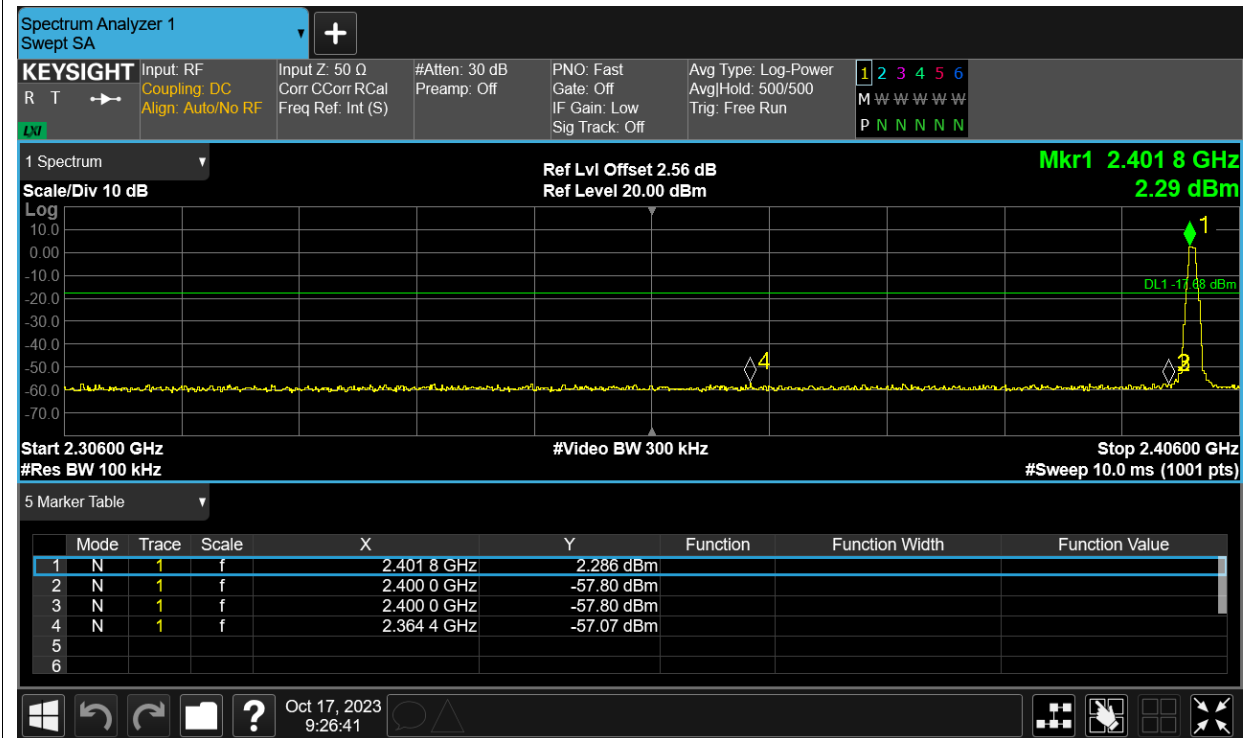 Spectrum Analyzer 1
Swept SA
KEYSIGHT
R T
LXI
Input: RF
Coupling: DC
Align: Auto/No RF
Input Z: 50 Ω
Corr CCorr RCal
Freq Ref: Int (S)
#Atten: 30 dB
Preamp: Off
PNO: Fast
Gate: Off
IF Gain: Low
Sig Track: Off
Avg Type: Log-Power
Avg|Hold: 500/500
Trig: Free Run
1 2 3 4 5 6
M W W W W W
P N N N N N
1 Spectrum
Scale/Div 10 dB
Ref Lvl Offset 2.56 dB
Ref Level 20.00 dBm
Mkr1 2.401 8 GHz
2.29 dBm
Log
10.0
0.00
-10.0
-20.0
-30.0
-40.0
-50.0
-60.0
-70.0
1
DL1 -17.68 dBm
4
Start 2.30600 GHz
#Res BW 100 kHz
#Video BW 300 kHz
Stop 2.40600 GHz
#Sweep 10.0 ms (1001 pts)
5 Marker Table
Mode Trace Scale X Y Function Function Width Function Value
1 N 1 f 2.401 8 GHz 2.286 dBm
2 N 1 f 2.400 0 GHz -57.80 dBm
3 N 1 f 2.400 0 GHz -57.80 dBm
4 N 1 f 2.364 4 GHz -57.07 dBm
5
6
?
Oct 17, 2023
9:26:41